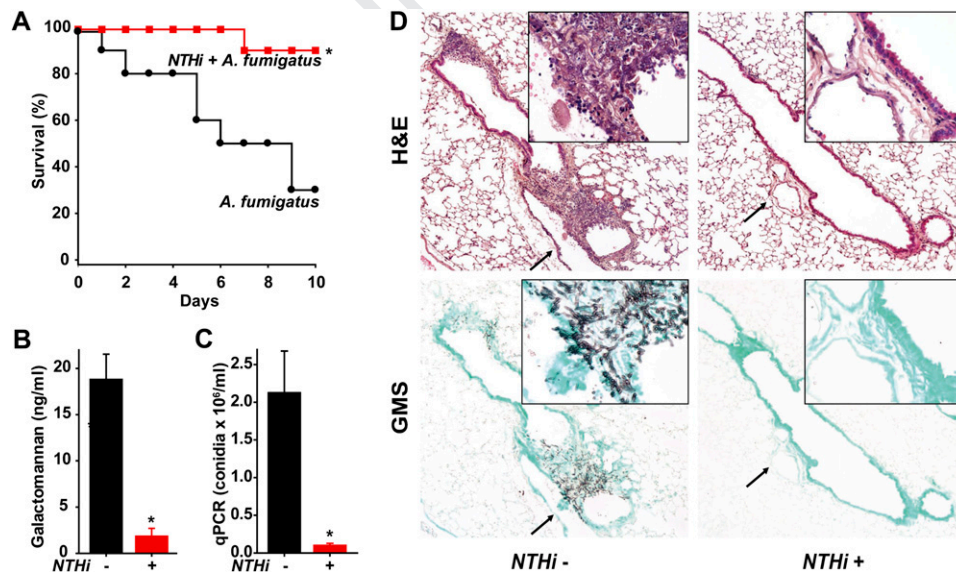 A
Survival (%)
100
80
60
40
20
0
NTHi + A. fumigatus
*
A. fumigatus
0 2 4 6 8 10
Days
B
Galactomannan (ng/ml)
20
15
10
5
0
*
NTHi - +
C
qPCR (conidia x 10⁶/ml)
2.5
2.0
1.5
1.0
0.5
0
*
NTHi - +
D
H&E
GMS
NTHi -
NTHi +